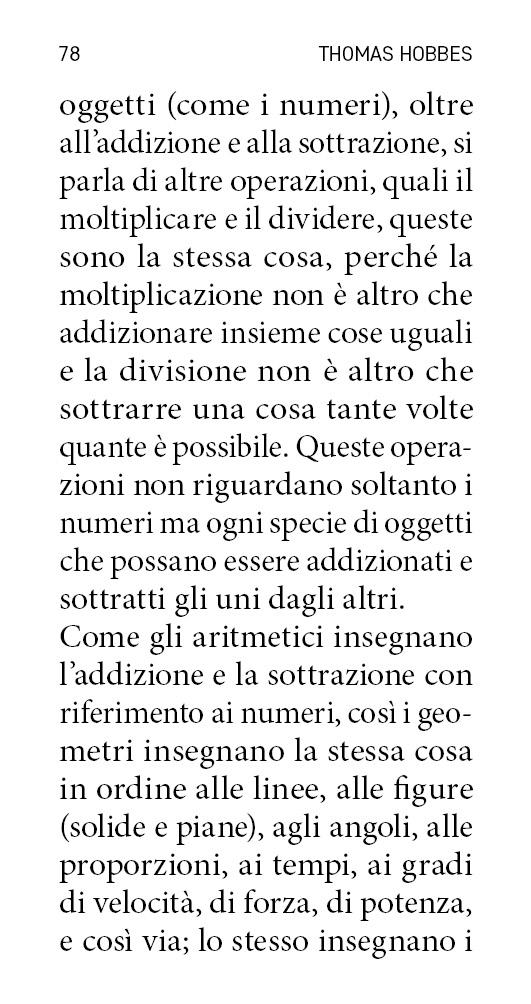 78 THOMAS HOBBES
oggetti (come i numeri), oltre
all’addizione e alla sottrazione, si
parla di altre operazioni, quali il
moltiplicare e il dividere, queste
sono la stessa cosa, perché la
moltiplicazione non è altro che
addizionare insieme cose uguali
e la divisione non è altro che
sottrarre una cosa tante volte
quante è possibile. Queste opera-
zioni non riguardano soltanto i
numeri ma ogni specie di oggetti
che possano essere addizionati e
sottratti gli uni dagli altri.
Come gli aritmetici insegnano
l’addizione e la sottrazione con
riferimento ai numeri, così i geo-
metri insegnano la stessa cosa
in ordine alle linee, alle figure
(solide e piane), agli angoli, alle
proporzioni, ai tempi, ai gradi
di velocità, di forza, di potenza,
e così via; lo stesso insegnano i